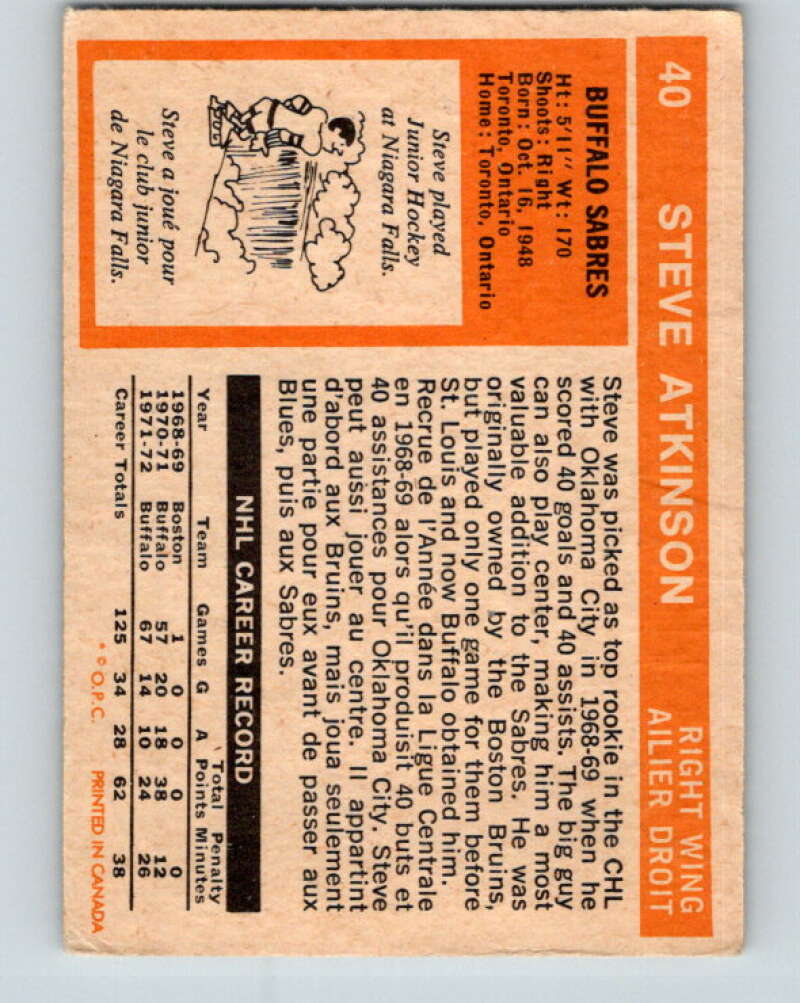 40 STEVE ATKINSON RIGHT WING
AILIER DROIT
BUFFALO SABRES
Ht: 5'11" Wt: 170
Shoots: Right
Born: Oct. 16, 1948
Toronto, Ontario
Home: Toronto, Ontario
Steve played
Junior Hockey
at Niagara Falls.
Steve a joué pour
le club junior
de Niagara Falls.
Steve was picked as top rookie in the CHL
with Oklahoma City in 1968-69 when he
scored 40 goals and 40 assists. The big guy
can also play center, making him a most
valuable addition to the Sabres. He was
originally owned by the Boston Bruins,
but played only one game for them before
St. Louis and now Buffalo obtained him.
Recrue de l'Année dans la Ligue Centrale
en 1968-69 alors qu'il produisit 40 buts et
40 assistances pour Oklahoma City. Steve
peut aussi jouer au centre. Il appartint
d'abord aux Bruins, mais joua seulement
une partie pour eux avant de passer aux
Blues, puis aux Sabres.
NHL CAREER RECORD
Total Penalty
Year Team Games G A Points Minutes
1968-69 Boston 1 0 0 0 0
1970-71 Buffalo 57 20 18 38 12
1971-72 Buffalo 67 14 10 24 26
Career Totals 125 34 28 62 38
* © O.P.C. PRINTED IN CANADA